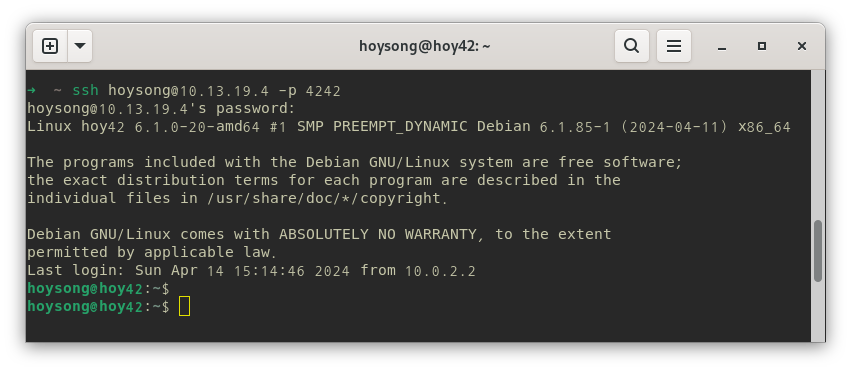 hoysong@hoy42: ~
➜  ~ ssh hoysong@10.13.19.4 -p 4242
hoysong@10.13.19.4's password:
Linux hoy42 6.1.0-20-amd64 #1 SMP PREEMPT_DYNAMIC Debian 6.1.85-1 (2024-04-11) x86_64

The programs included with the Debian GNU/Linux system are free software;
the exact distribution terms for each program are described in the
individual files in /usr/share/doc/*/copyright.

Debian GNU/Linux comes with ABSOLUTELY NO WARRANTY, to the extent
permitted by applicable law.
Last login: Sun Apr 14 15:14:46 2024 from 10.0.2.2
hoysong@hoy42:~$
hoysong@hoy42:~$